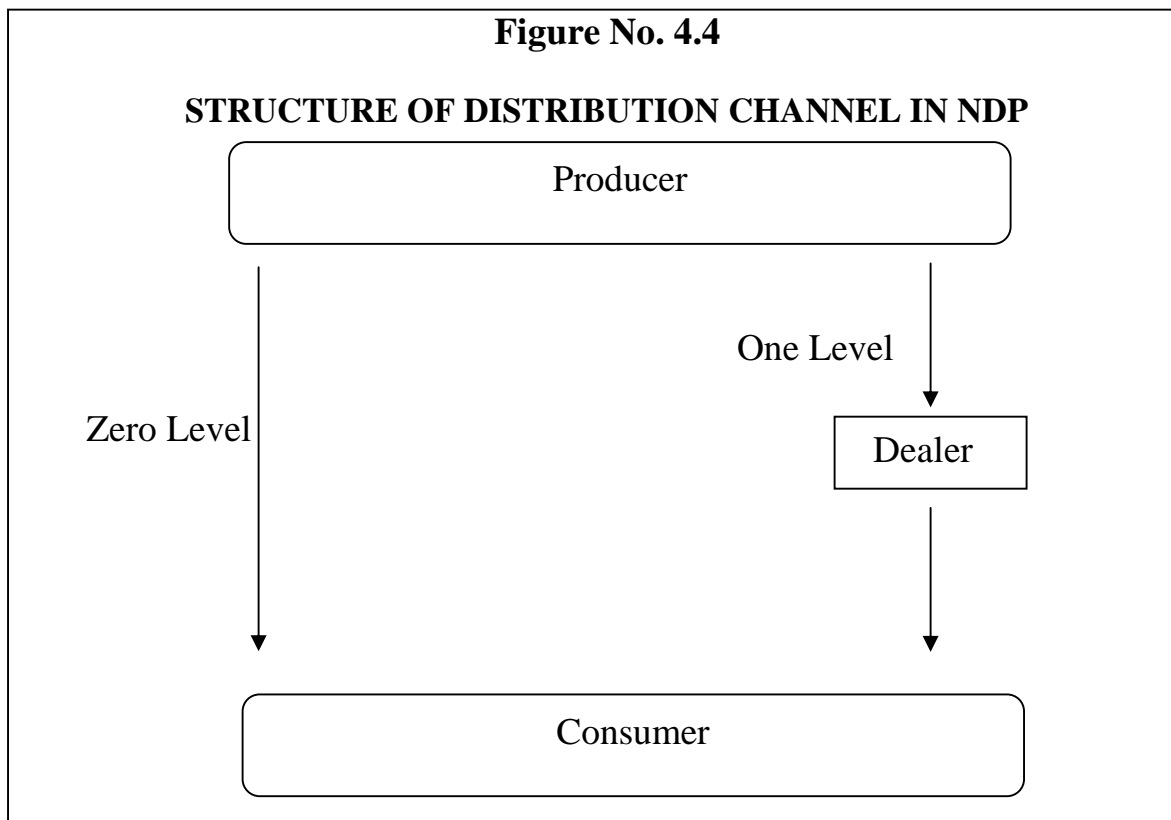 Figure No. 4.4
STRUCTURE OF DISTRIBUTION CHANNEL IN NDP
Producer
One Level
Zero Level
Dealer
Consumer